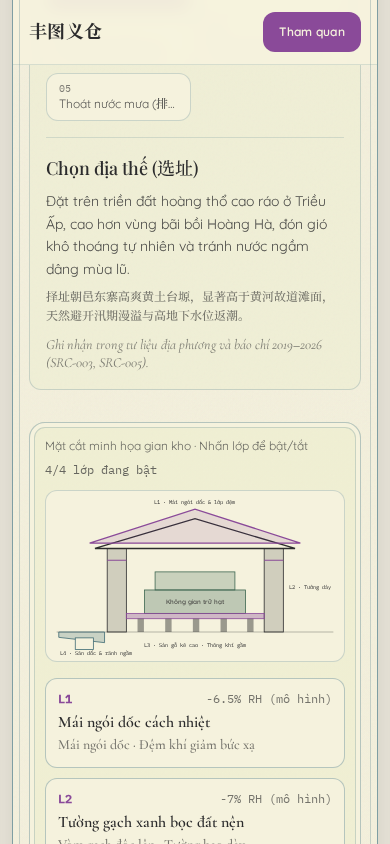 丰图义仓
Tham quan
05
Thoát nước mưa (排...
Chọn địa thế (选址)
Đặt trên triền đất hoàng thổ cao ráo ở Triều
Ấp, cao hơn vùng bãi bồi Hoàng Hà, đón gió
khô thoáng tự nhiên và tránh nước ngầm
dâng mùa lũ.
择址朝邑东寨高爽黄土台塬，显著高于黄河故道滩面，
天然避开汛期漫溢与高地下水位返潮。
Ghi nhận trong tư liệu địa phương và báo chí 2019–2026
(SRC-003, SRC-005).
Mặt cắt minh họa gian kho · Nhấn lớp để bật/tắt
4/4 lớp đang bật
L1 · Mái ngói dốc & lớp đệm
L2 · Tường dày
Không gian trữ hạt
L3 · Sàn gỗ kê cao · Thông khí gầm
L4 · Sân dốc & rãnh ngầm
L1
-6.5% RH (mô hình)
Mái ngói dốc cách nhiệt
Mái ngói dốc · Đệm khí giảm bức xạ
L2
-7% RH (mô hình)
Tường gạch xanh bọc đất nện